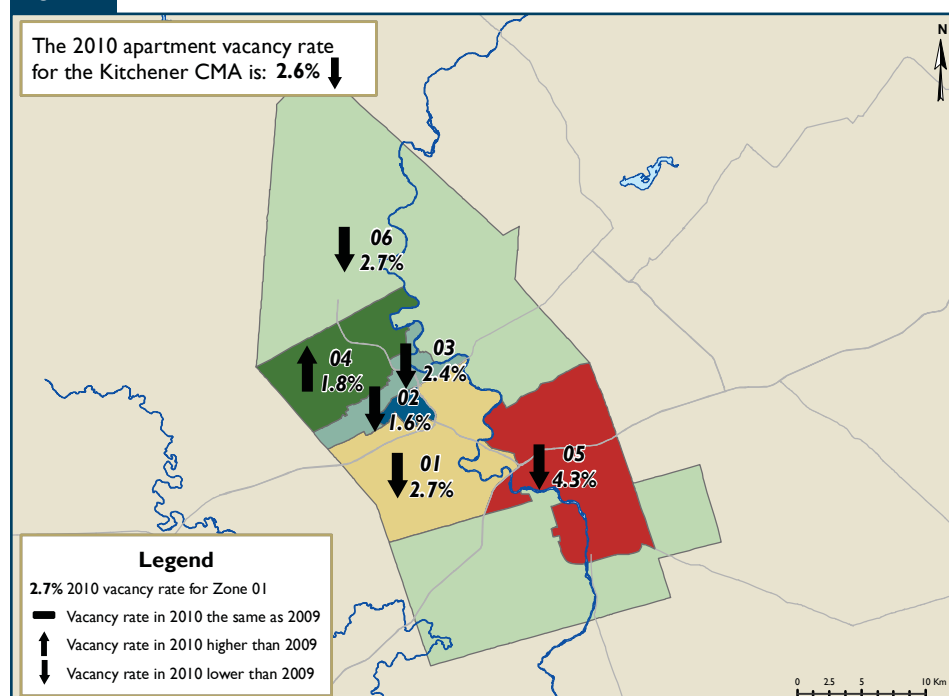 The 2010 apartment vacancy rate
for the Kitchener CMA is: 2.6%
N
06
2.7%
04
1.8%
03
2.4%
02
1.6%
01
2.7%
05
4.3%
Legend
2.7% 2010 vacancy rate for Zone 01
Vacancy rate in 2010 the same as 2009
Vacancy rate in 2010 higher than 2009
Vacancy rate in 2010 lower than 2009
0 2.5 5 10 Km